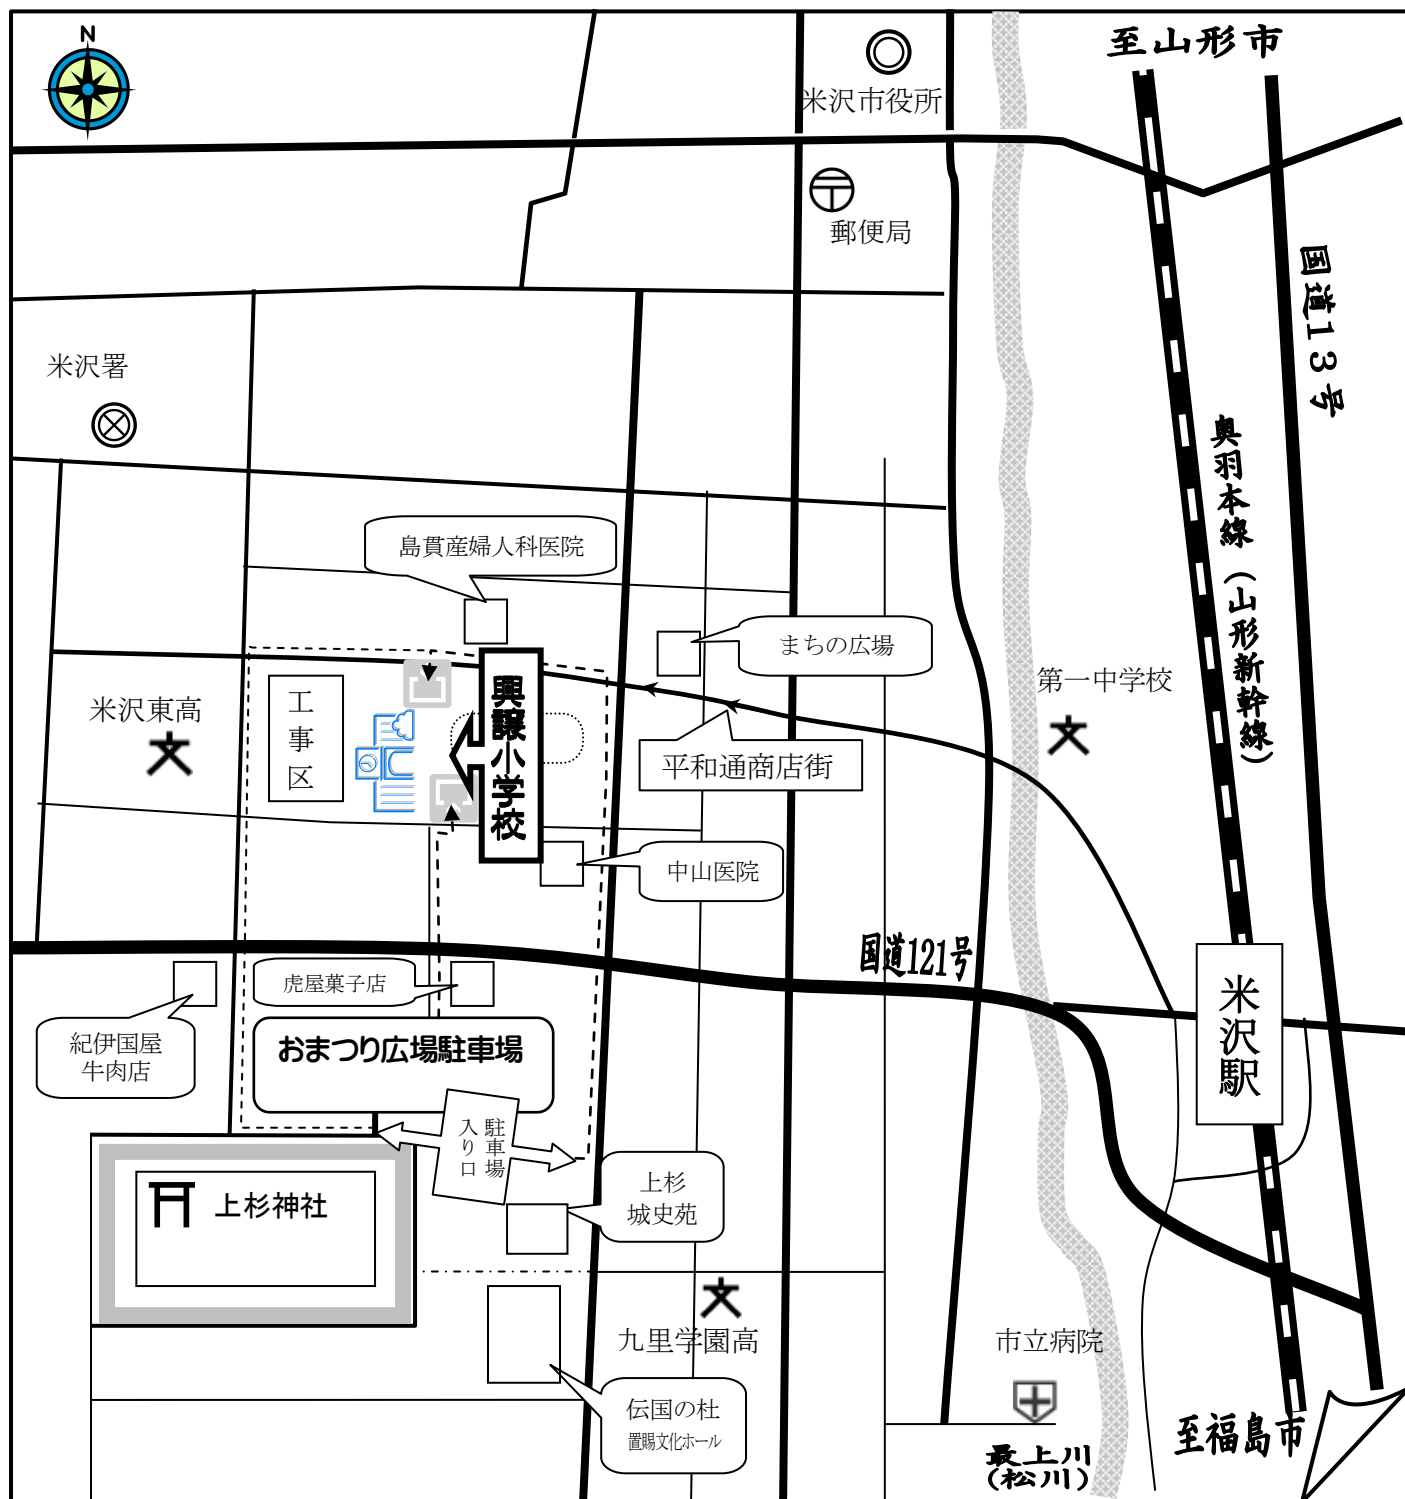 N
至山形市
米沢市役所
郵便局
国道13号
米沢署
奥羽本線（山形新幹線）
島貫産婦人科医院
まちの広場
第一中学校
米沢東高
工事区
興譲小学校
平和通商店街
中山医院
国道121号
虎屋菓子店
米沢駅
紀伊国屋
牛肉店
おまつり広場駐車場
駐車場
入り口
上杉
城史苑
上杉神社
九里学園高
市立病院
伝国の杜
置賜文化ホール
至福島市
最上川
(松川)